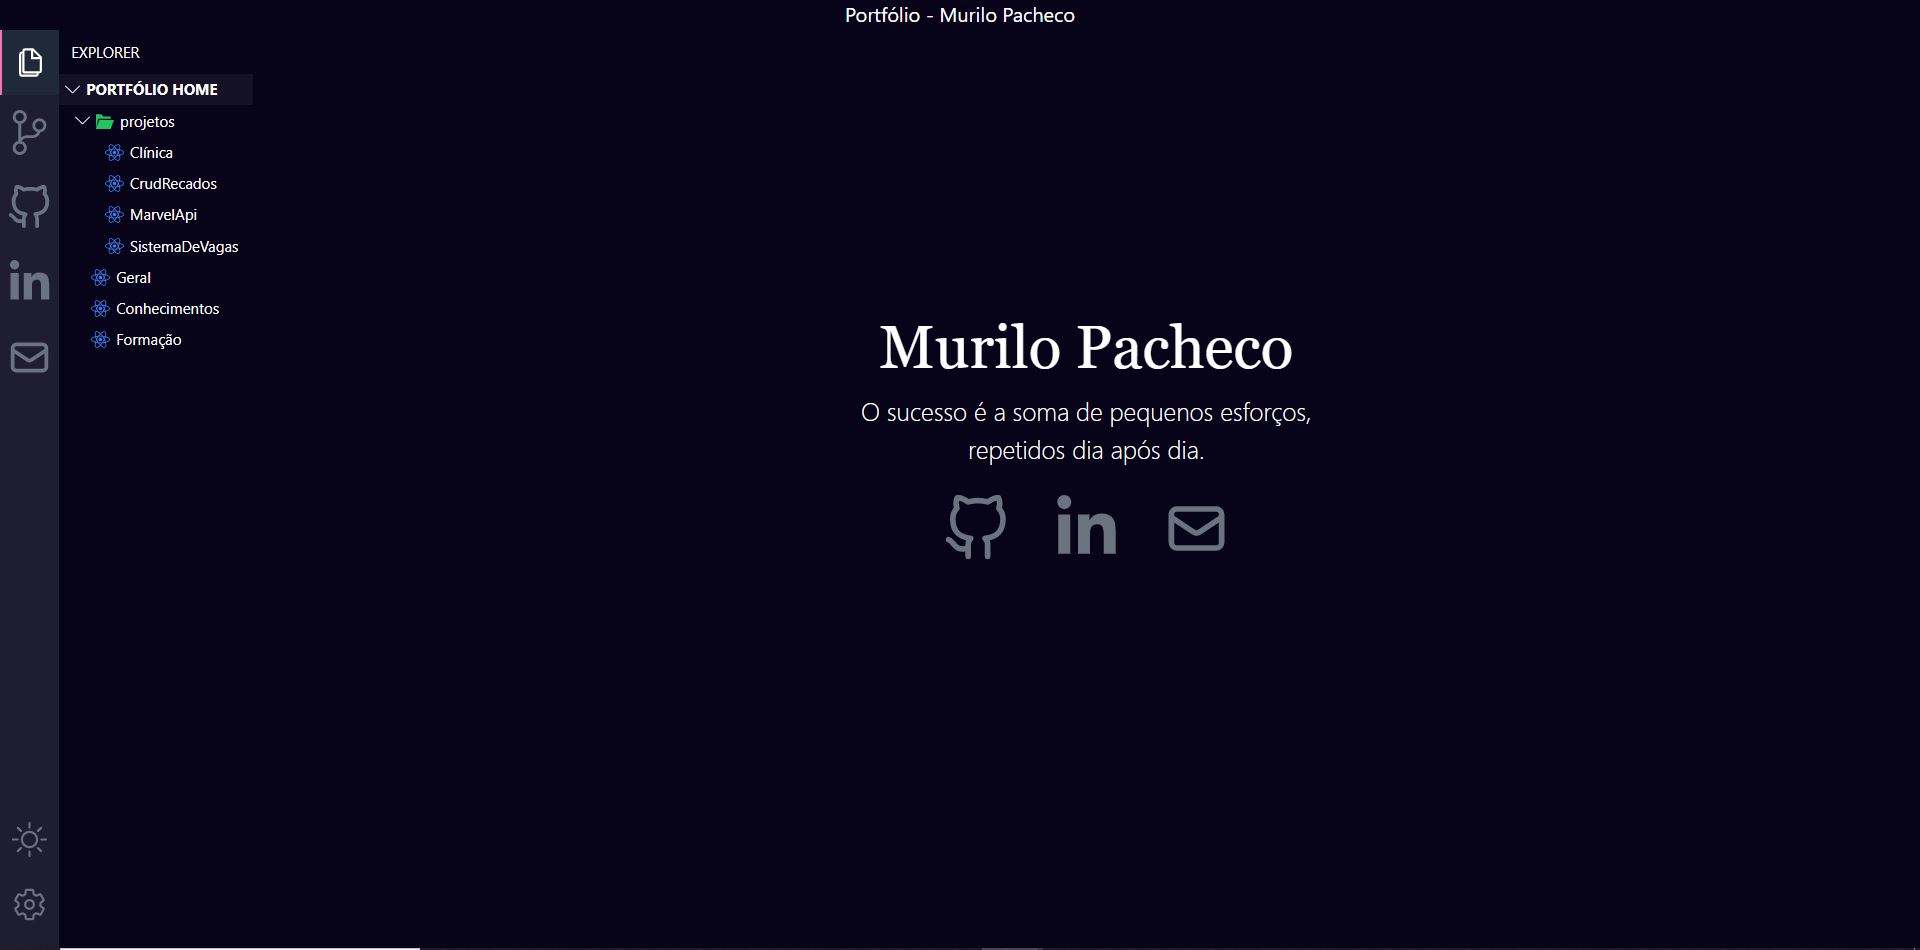 Portfólio - Murilo Pacheco
EXPLORER
PORTFÓLIO HOME
projetos
Clínica
CrudRecados
MarvelApi
SistemaDeVagas
Geral
Conhecimentos
Formação
Murilo Pacheco
O sucesso é a soma de pequenos esforços,
repetidos dia após dia.